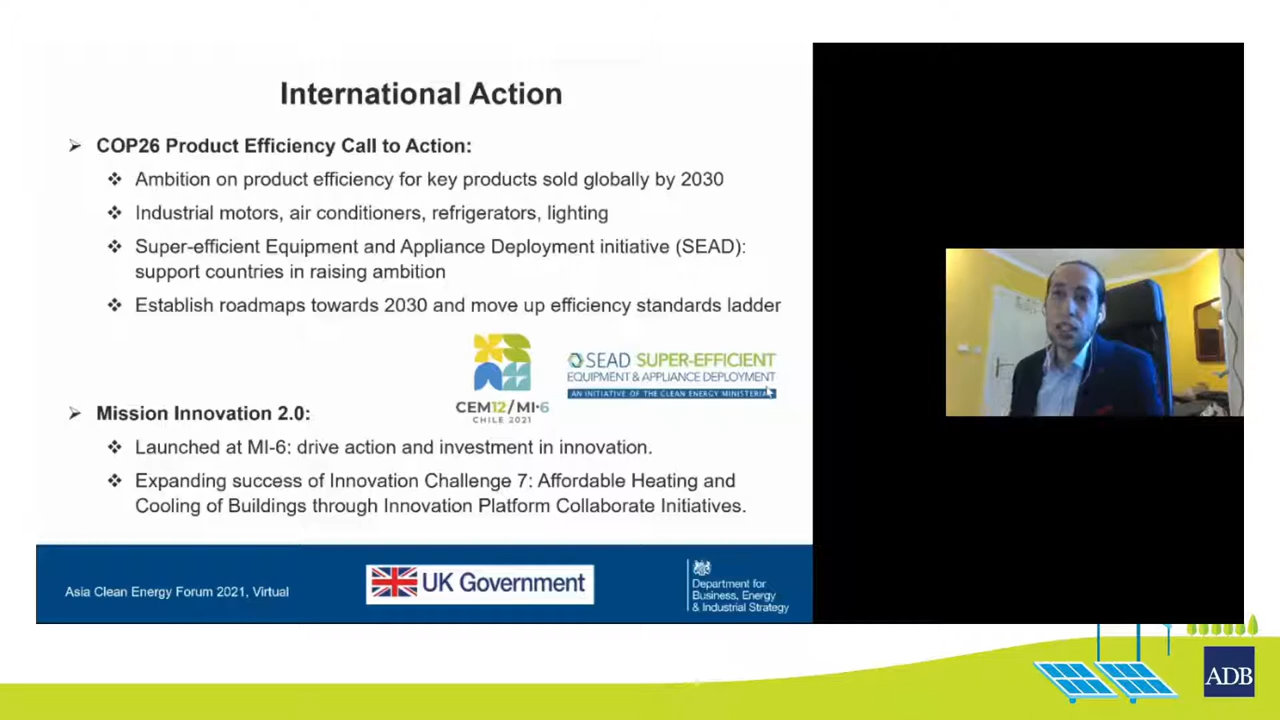 International Action
➢ COP26 Product Efficiency Call to Action:
❖ Ambition on product efficiency for key products sold globally by 2030
❖ Industrial motors, air conditioners, refrigerators, lighting
❖ Super-efficient Equipment and Appliance Deployment initiative (SEAD):
support countries in raising ambition
❖ Establish roadmaps towards 2030 and move up efficiency standards ladder
CEM12/MI·6
CHILE 2021
SEAD SUPER-EFFICIENT
EQUIPMENT & APPLIANCE DEPLOYMENT
AN INITIATIVE OF THE CLEAN ENERGY MINISTERIAL
➢ Mission Innovation 2.0:
❖ Launched at MI-6: drive action and investment in innovation.
❖ Expanding success of Innovation Challenge 7: Affordable Heating and
Cooling of Buildings through Innovation Platform Collaborate Initiatives.
Asia Clean Energy Forum 2021, Virtual
UK Government
Department for
Business, Energy
& Industrial Strategy
ADB